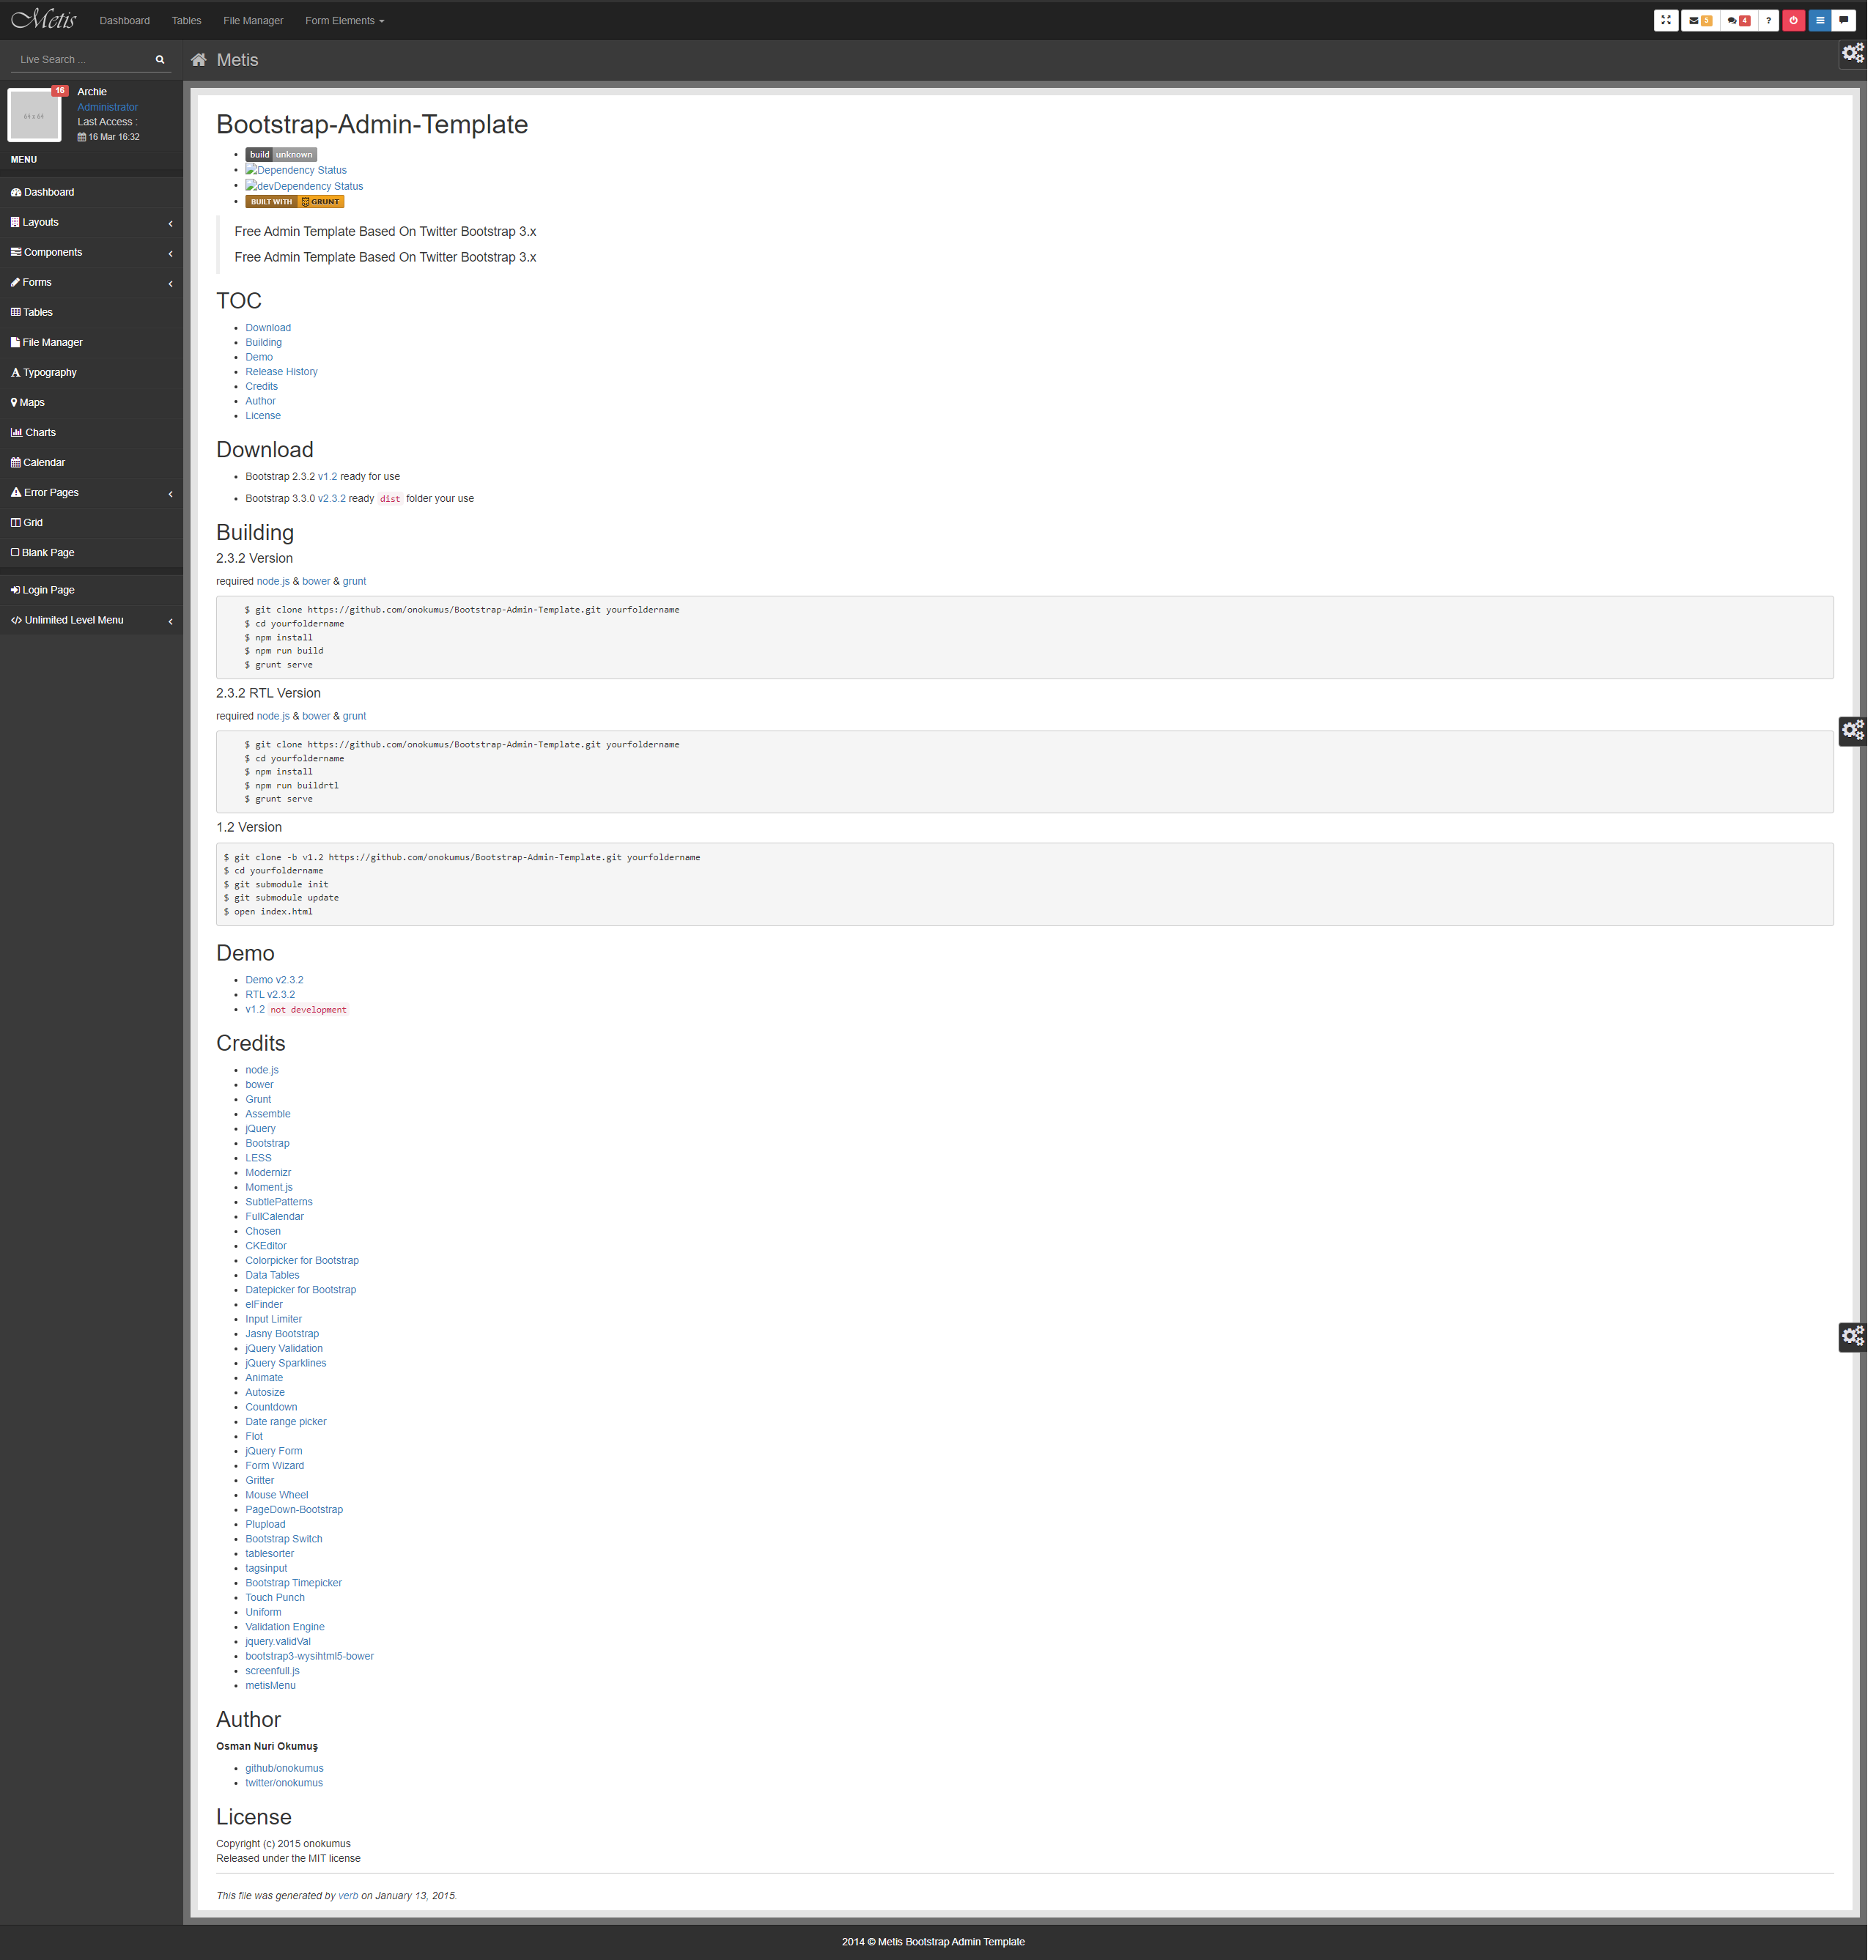 Metis Dashboard Tables File Manager Form Elements 5 4 ?
Live Search ...
Metis
64 x 64
16
Archie
Administrator
Last Access :
16 Mar 16:32
MENU
Dashboard
Layouts
Components
Forms
Tables
File Manager
Typography
Maps
Charts
Calendar
Error Pages
Grid
Blank Page
Login Page
Unlimited Level Menu
Bootstrap-Admin-Template
build unknown
Dependency Status
devDependency Status
BUILT WITH GRUNT
Free Admin Template Based On Twitter Bootstrap 3.x
Free Admin Template Based On Twitter Bootstrap 3.x
TOC
Download
Building
Demo
Release History
Credits
Author
License
Download
Bootstrap 2.3.2 v1.2 ready for use
Bootstrap 3.3.0 v2.3.2 ready dist folder your use
Building
2.3.2 Version
required node.js & bower & grunt
$ git clone https://github.com/onokumus/Bootstrap-Admin-Template.git yourfoldername
$ cd yourfoldername
$ npm install
$ npm run build
$ grunt serve
2.3.2 RTL Version
required node.js & bower & grunt
$ git clone https://github.com/onokumus/Bootstrap-Admin-Template.git yourfoldername
$ cd yourfoldername
$ npm install
$ npm run buildrtl
$ grunt serve
1.2 Version
$ git clone -b v1.2 https://github.com/onokumus/Bootstrap-Admin-Template.git yourfoldername
$ cd yourfoldername
$ git submodule init
$ git submodule update
$ open index.html
Demo
Demo v2.3.2
RTL v2.3.2
v1.2 not development
Credits
node.js
bower
Grunt
Assemble
jQuery
Bootstrap
LESS
Modernizr
Moment.js
SubtlePatterns
FullCalendar
Chosen
CKEditor
Colorpicker for Bootstrap
Data Tables
Datepicker for Bootstrap
elFinder
Input Limiter
Jasny Bootstrap
jQuery Validation
jQuery Sparklines
Animate
Autosize
Countdown
Date range picker
Flot
jQuery Form
Form Wizard
Gritter
Mouse Wheel
PageDown-Bootstrap
Plupload
Bootstrap Switch
tablesorter
tagsinput
Bootstrap Timepicker
Touch Punch
Uniform
Validation Engine
jquery.validVal
bootstrap3-wysihtml5-bower
screenfull.js
metisMenu
Author
Osman Nuri Okumuş
github/onokumus
twitter/onokumus
License
Copyright (c) 2015 onokumus
Released under the MIT license
This file was generated by verb on January 13, 2015.
2014 © Metis Bootstrap Admin Template